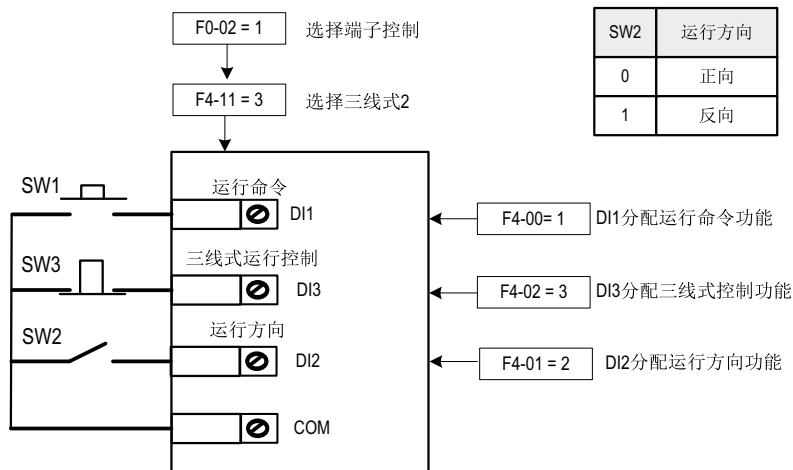 F0-02 = 1 选择端子控制
F4-11 = 3 选择三线式2
SW2 运行方向
0 正向
1 反向
SW1 运行命令
DI1
F4-00= 1 DI1分配运行命令功能
SW3 三线式运行控制
DI3
F4-02 = 3 DI3分配三线式控制功能
SW2 运行方向
DI2
F4-01 = 2 DI2分配运行方向功能
COM